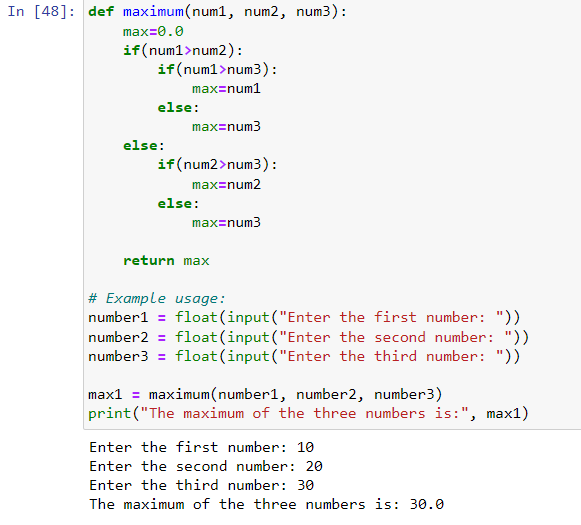 In [48]: def maximum(num1, num2, num3):
    max=0.0
    if(num1>num2):
        if(num1>num3):
            max=num1
        else:
            max=num3
    else:
        if(num2>num3):
            max=num2
        else:
            max=num3

    return max

# Example usage:
number1 = float(input("Enter the first number: "))
number2 = float(input("Enter the second number: "))
number3 = float(input("Enter the third number: "))

max1 = maximum(number1, number2, number3)
print("The maximum of the three numbers is:", max1)
Enter the first number: 10
Enter the second number: 20
Enter the third number: 30
The maximum of the three numbers is: 30.0